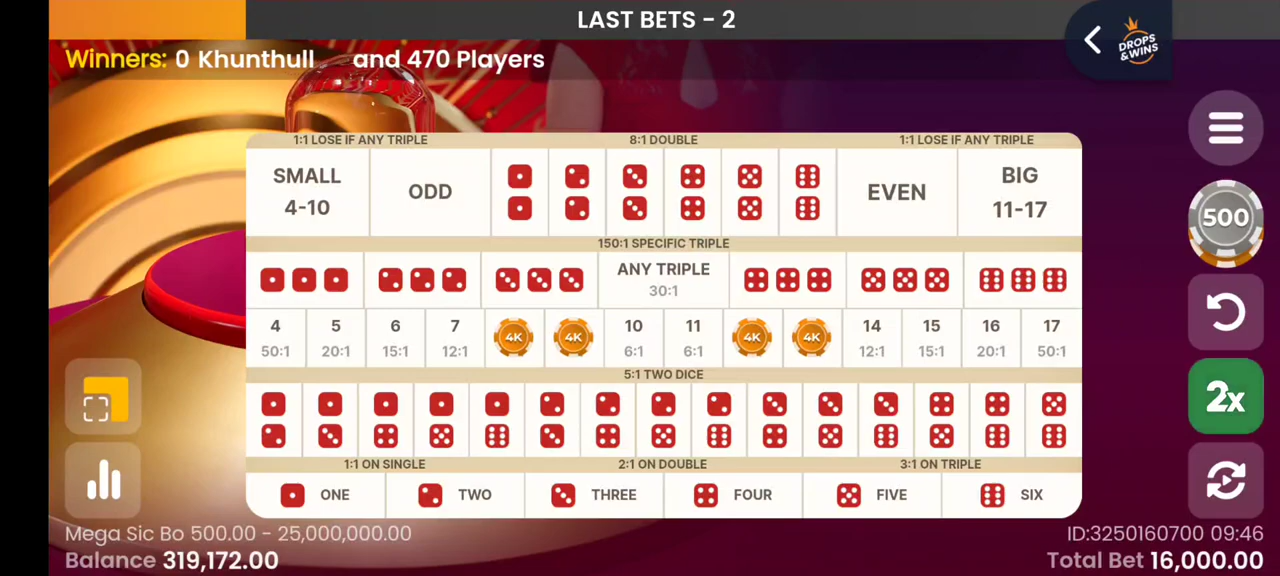 LAST BETS - 2
DROPS
&WINS
Winners: 0 Khunthull and 470 Players
1:1 LOSE IF ANY TRIPLE 8:1 DOUBLE 1:1 LOSE IF ANY TRIPLE
SMALL
4-10
ODD
EVEN
BIG
11-17
500
150:1 SPECIFIC TRIPLE
ANY TRIPLE
30:1
4 5 6 7 4K 4K 10 11 4K 4K 14 15 16 17
50:1 20:1 15:1 12:1 6:1 6:1 12:1 15:1 20:1 50:1
5:1 TWO DICE
2x
1:1 ON SINGLE 2:1 ON DOUBLE 3:1 ON TRIPLE
ONE TWO THREE FOUR FIVE SIX
Mega Sic Bo 500.00 - 25,000,000.00
ID:3250160700 09:46
Balance 319,172.00
Total Bet 16,000.00